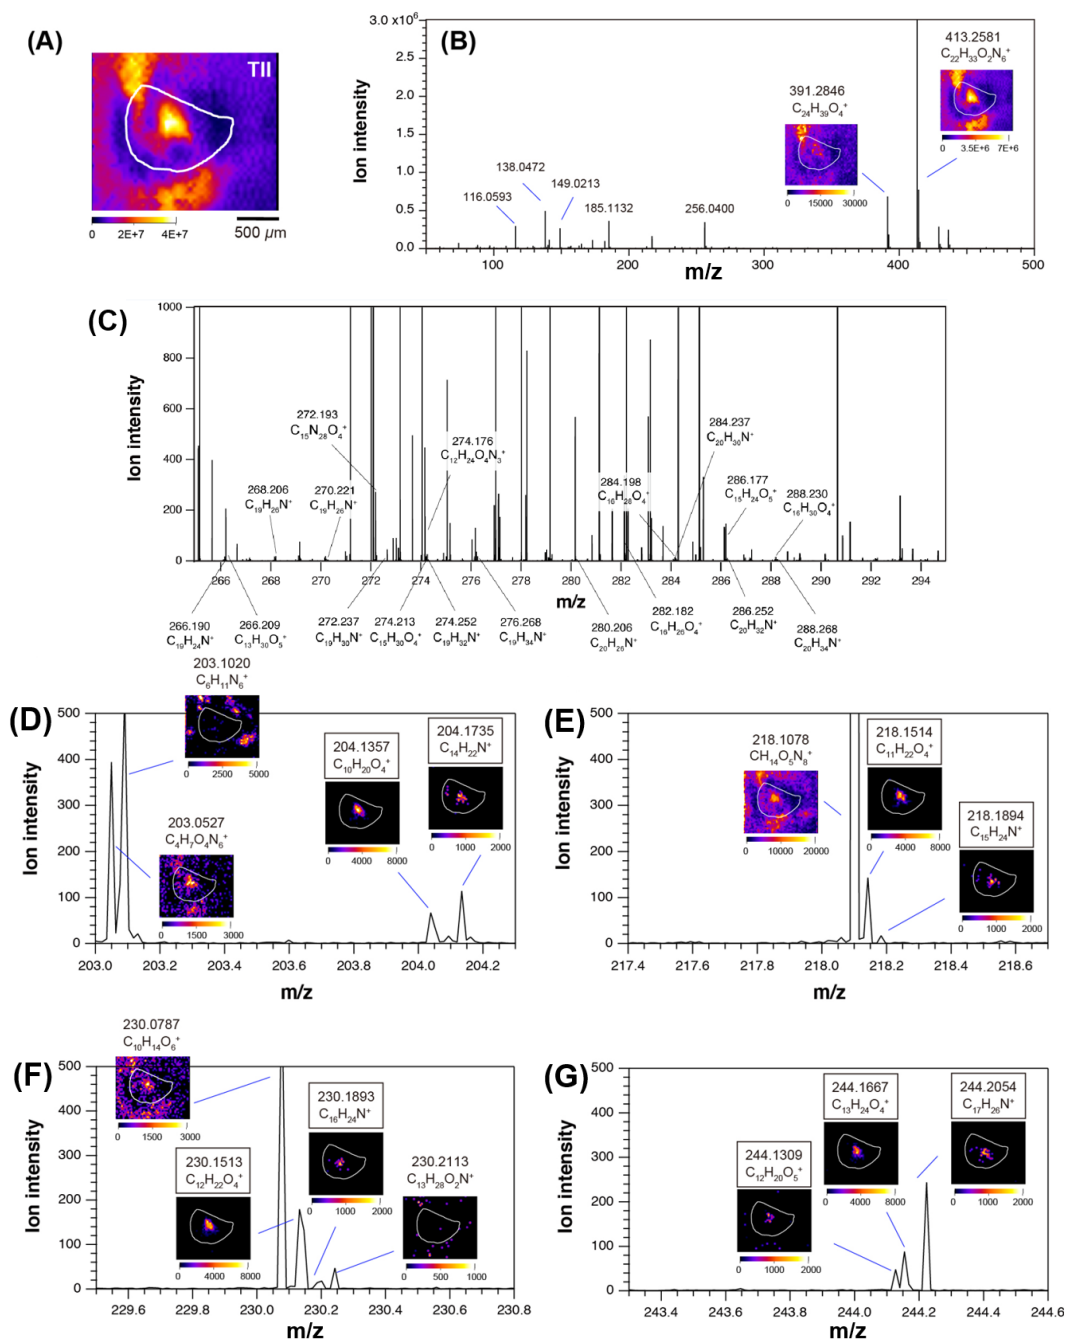 (A)
TII
0 2E+7 4E+7
500 µm
(B)
3.0 x10⁶
2.5
2.0
1.5
1.0
0.5
0.0
Ion intensity
100 200 300 400 500
m/z
116.0593
138.0472
149.0213
185.1132
256.0400
391.2846
C₂₄H₃₉O₄⁺
0 15000 30000
413.2581
C₂₂H₃₃O₂N₆⁺
0 3.5E+6 7E+6
(C)
1000
800
600
400
200
0
Ion intensity
266 268 270 272 274 276 278 280 282 284 286 288 290 292 294
m/z
268.206
C₁₉H₂₆N⁺
270.221
C₁₉H₂₆N⁺
272.193
C₁₅N₂₈O₄⁺
274.176
C₁₂H₂₄O₄N₃⁺
284.198
C₁₆H₂₈O₄⁺
284.237
C₂₀H₃₀N⁺
286.177
C₁₅H₂₄O₅⁺
288.230
C₁₆H₃₀O₄⁺
266.190
C₁₉H₂₄N⁺
266.209
C₁₃H₃₀O₅⁺
272.237
C₁₉H₃₀N⁺
274.213
C₁₅H₃₀O₄⁺
274.252
C₁₉H₃₂N⁺
276.268
C₁₉H₃₄N⁺
280.206
C₂₀H₂₆N⁺
282.182
C₁₆H₂₆O₄⁺
286.252
C₂₀H₃₂N⁺
288.268
C₂₀H₃₄N⁺
(D)
500
400
300
200
100
0
Ion intensity
203.0 203.2 203.4 203.6 203.8 204.0 204.2
m/z
203.1020
C₆H₁₁N₆⁺
0 2500 5000
203.0527
C₄H₇O₄N₆⁺
0 1500 3000
204.1357
C₁₀H₂₀O₄⁺
0 4000 8000
204.1735
C₁₄H₂₂N⁺
0 1000 2000
(E)
500
400
300
200
100
0
Ion intensity
217.4 217.6 217.8 218.0 218.2 218.4 218.6
m/z
218.1078
CH₁₄O₅N₈⁺
0 10000 20000
218.1514
C₁₁H₂₂O₄⁺
0 4000 8000
218.1894
C₁₅H₂₄N⁺
0 1000 2000
(F)
500
400
300
200
100
0
Ion intensity
229.6 229.8 230.0 230.2 230.4 230.6 230.8
m/z
230.0787
C₁₀H₁₄O₆⁺
0 1500 3000
230.1513
C₁₂H₂₂O₄⁺
0 4000 8000
230.1893
C₁₆H₂₄N⁺
0 1000 2000
230.2113
C₁₃H₂₈O₂N⁺
0 500 1000
(G)
500
400
300
200
100
0
Ion intensity
243.4 243.6 243.8 244.0 244.2 244.4 244.6
m/z
244.1309
C₁₂H₂₀O₅⁺
0 1000 2000
244.1667
C₁₃H₂₄O₄⁺
0 4000 8000
244.2054
C₁₇H₂₆N⁺
0 1000 2000